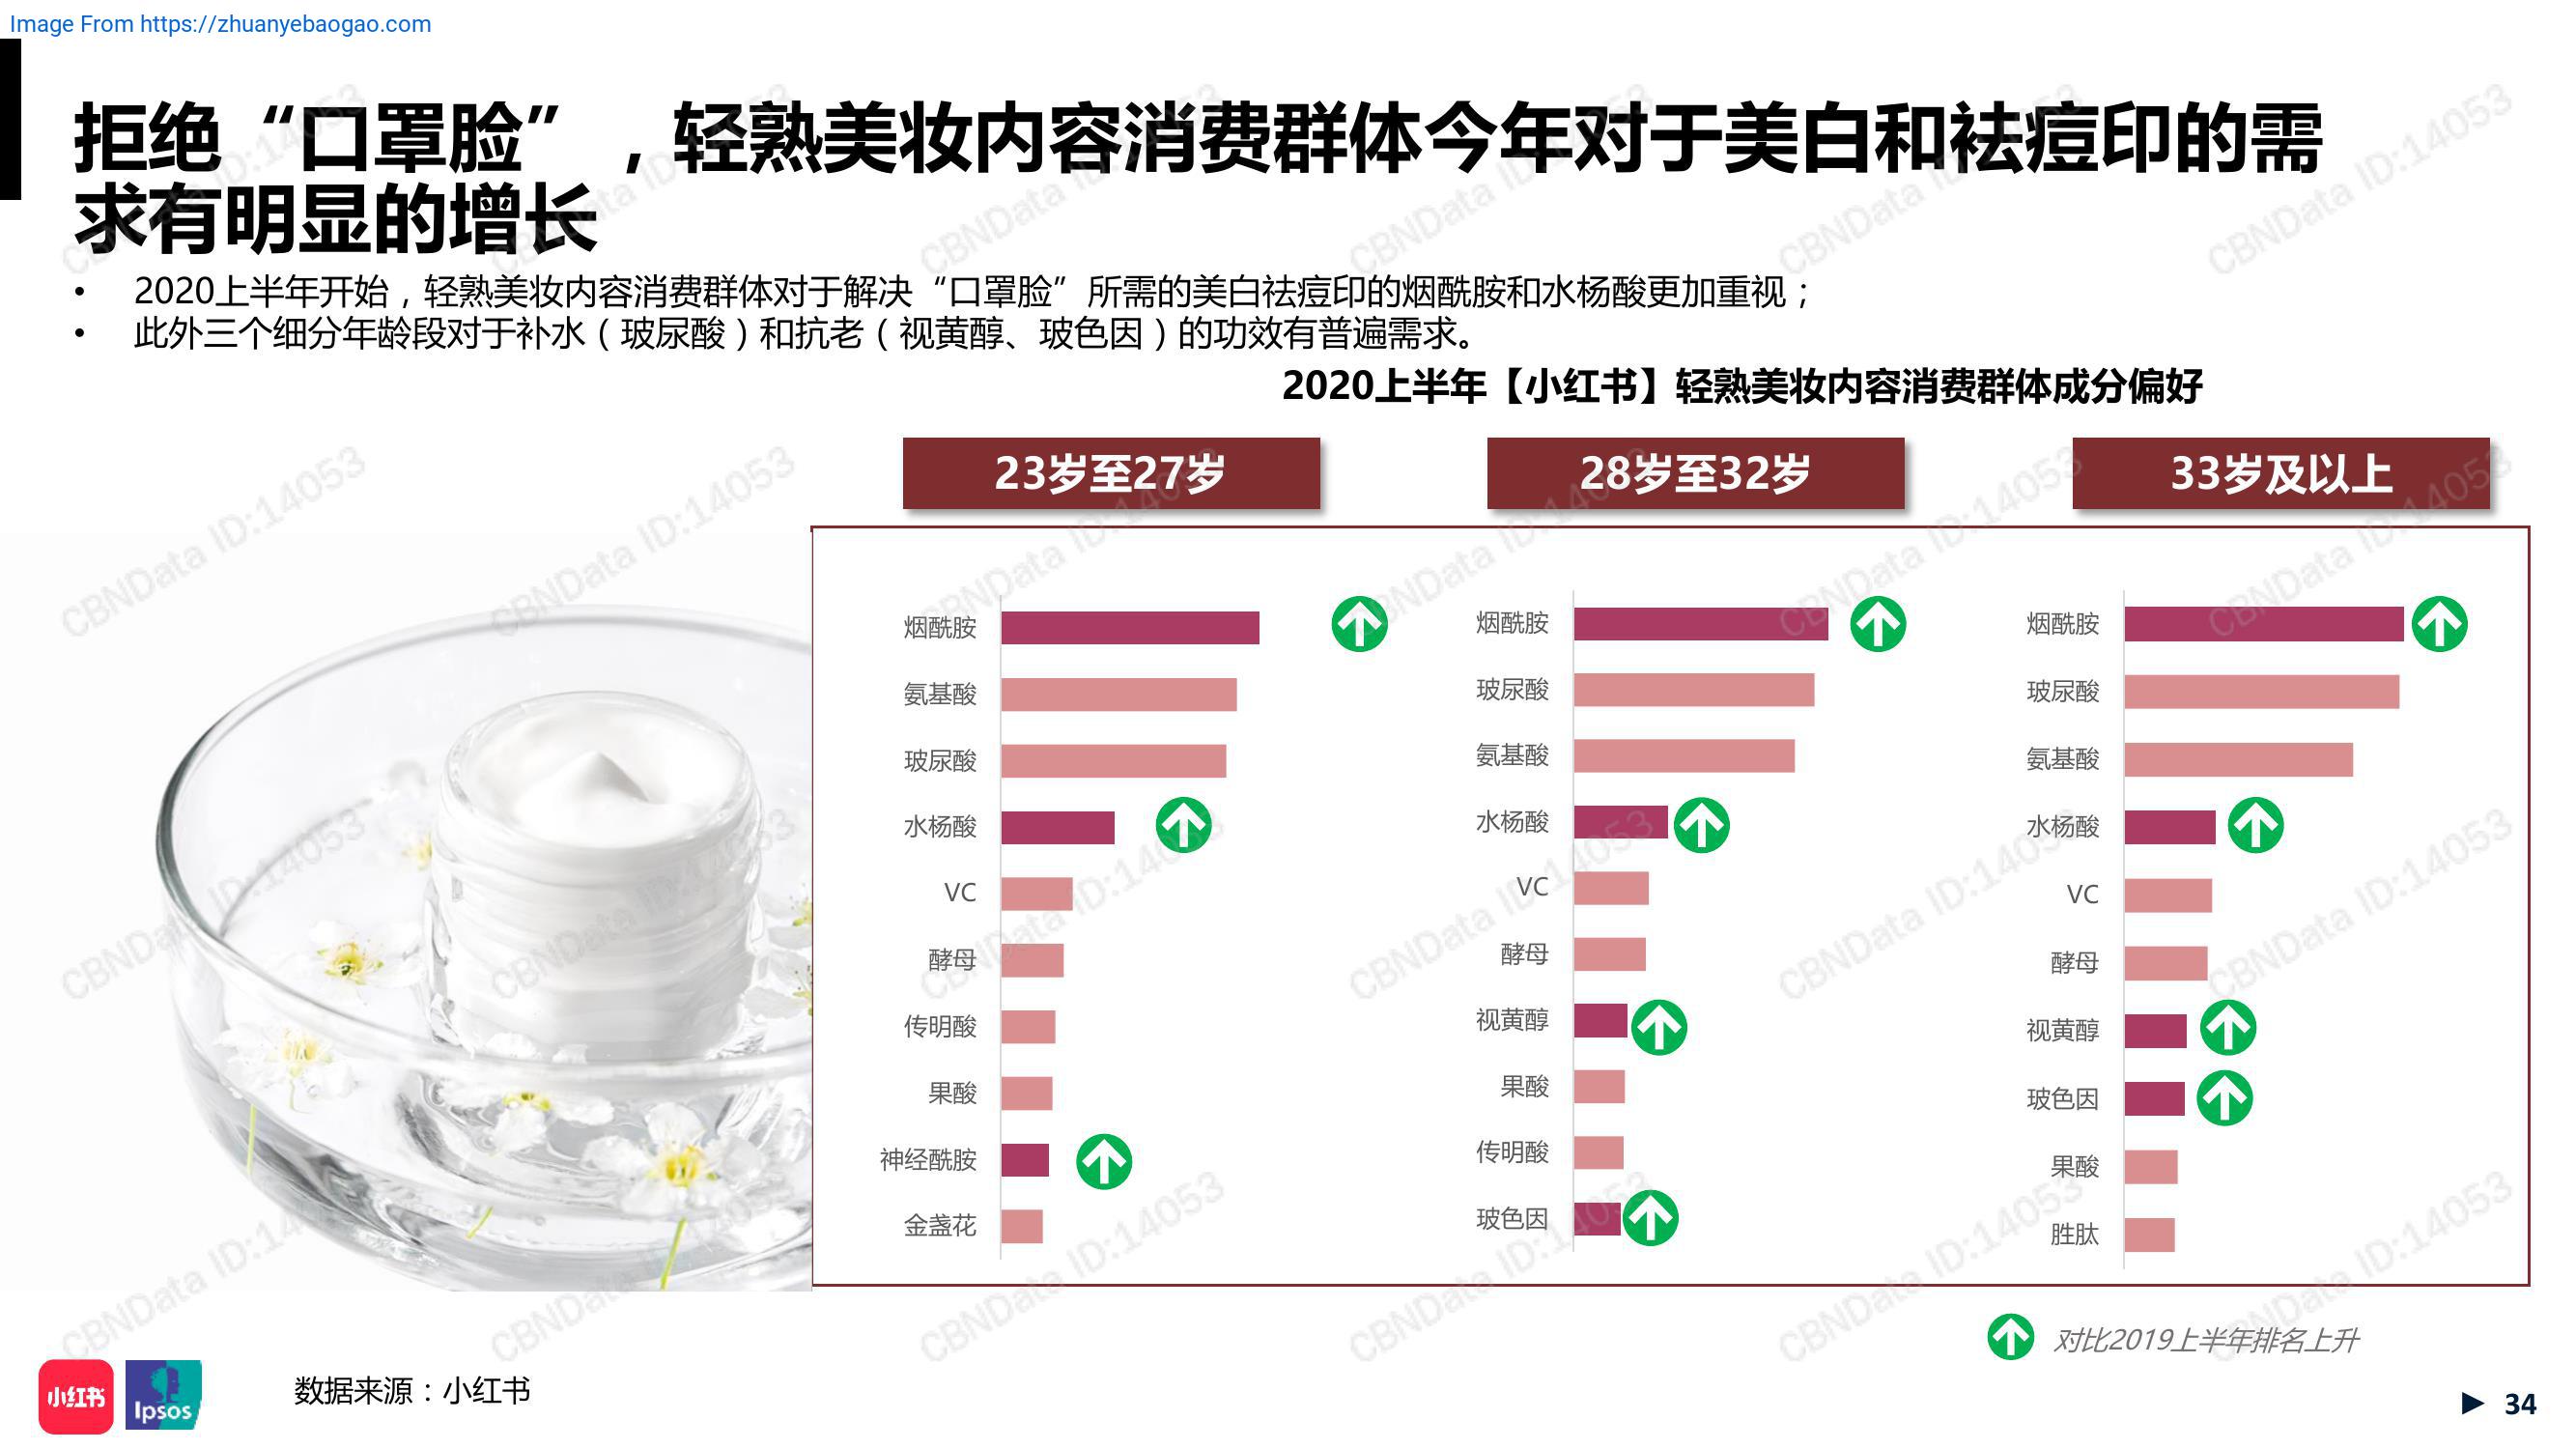 Image From https://zhuanyebaogao.com
拒绝“口罩脸”，轻熟美妆内容消费群体今年对于美白和祛痘印的需
求有明显的增长
• 2020上半年开始，轻熟美妆内容消费群体对于解决“口罩脸”所需的美白祛痘印的烟酰胺和水杨酸更加重视；
• 此外三个细分年龄段对于补水（玻尿酸）和抗老（视黄醇、玻色因）的功效有普遍需求。
2020上半年【小红书】轻熟美妆内容消费群体成分偏好
23岁至27岁
烟酰胺
氨基酸
玻尿酸
水杨酸
VC
酵母
传明酸
果酸
神经酰胺
金盏花
28岁至32岁
烟酰胺
玻尿酸
氨基酸
水杨酸
VC
酵母
视黄醇
果酸
传明酸
玻色因
33岁及以上
烟酰胺
玻尿酸
氨基酸
水杨酸
VC
酵母
视黄醇
玻色因
果酸
胜肽
对比2019上半年排名上升
小红书
Ipsos
数据来源：小红书
34
CBNData ID:14053